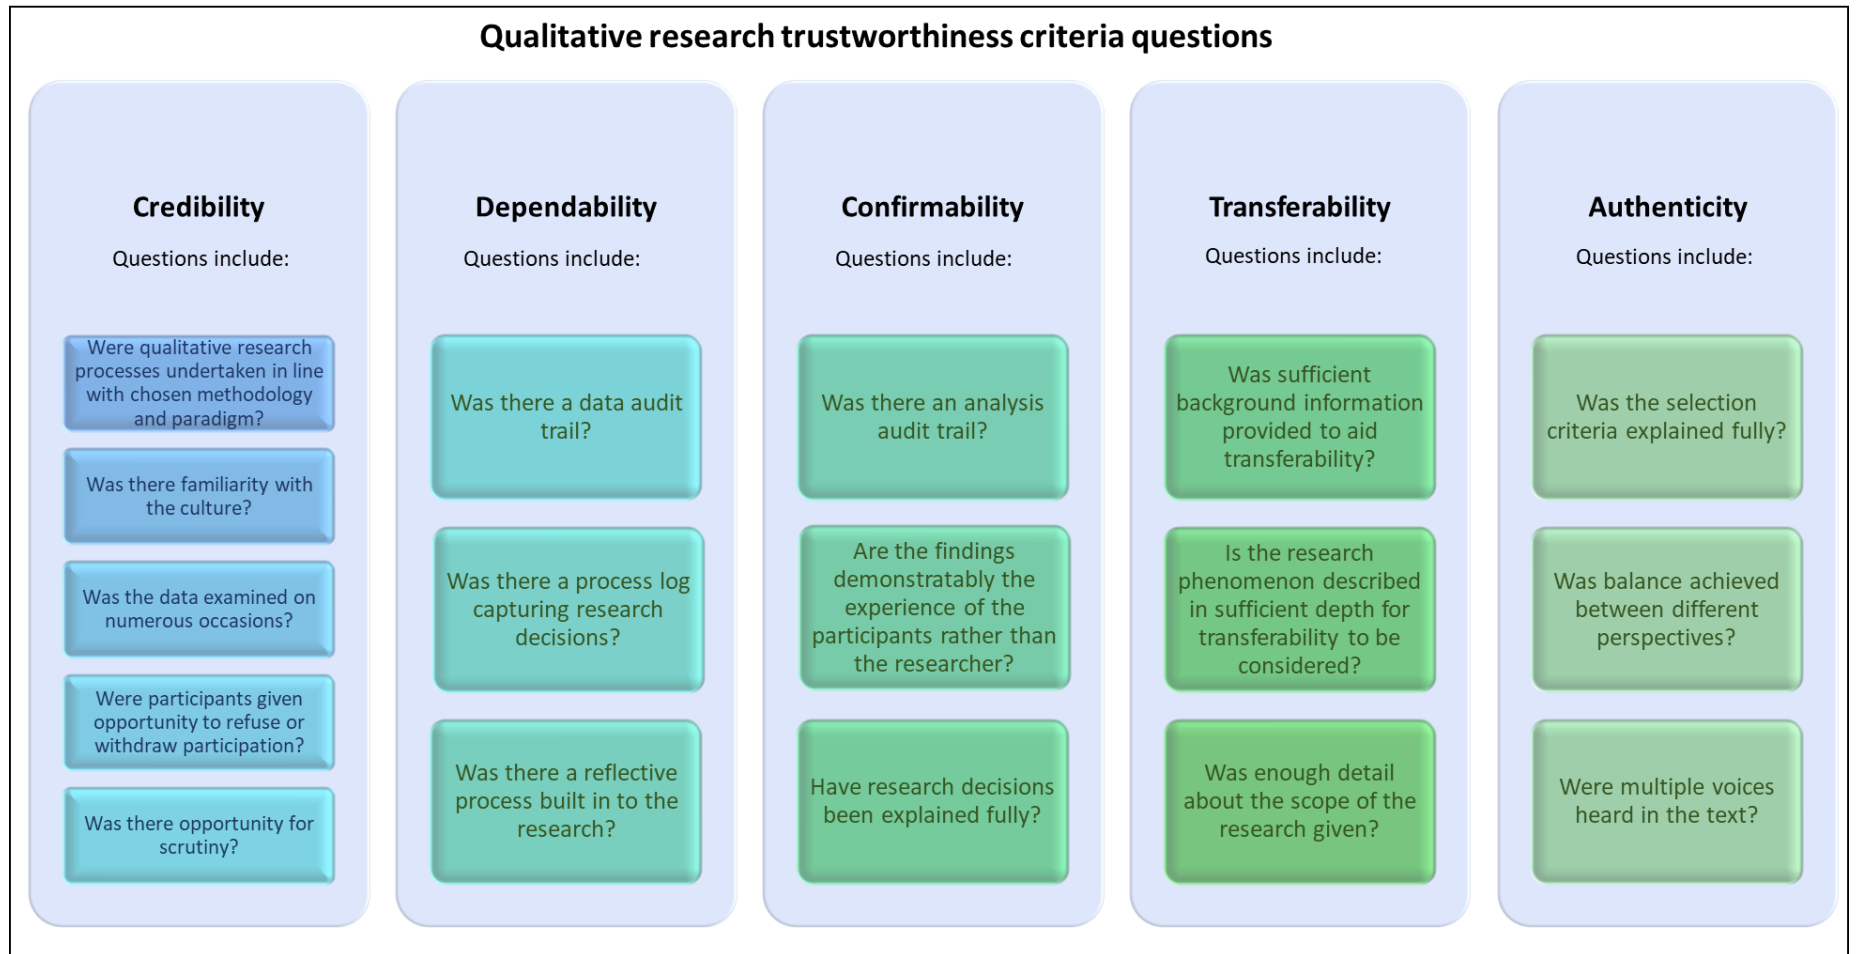 Qualitative research trustworthiness criteria questions
Credibility
Questions include:
Were qualitative research
processes undertaken in line
with chosen methodology
and paradigm?
Was there familiarity with
the culture?
Was the data examined on
numerous occasions?
Were participants given
opportunity to refuse or
withdraw participation?
Was there opportunity for
scrutiny?
Dependability
Questions include:
Was there a data audit
trail?
Was there a process log
capturing research
decisions?
Was there a reflective
process built in to the
research?
Confirmability
Questions include:
Was there an analysis
audit trail?
Are the findings
demonstratably the
experience of the
participants rather than
the researcher?
Have research decisions
been explained fully?
Transferability
Questions include:
Was sufficient
background information
provided to aid
transferability?
Is the research
phenomenon described
in sufficient depth for
transferability to be
considered?
Was enough detail
about the scope of the
research given?
Authenticity
Questions include:
Was the selection
criteria explained fully?
Was balance achieved
between different
perspectives?
Were multiple voices
heard in the text?